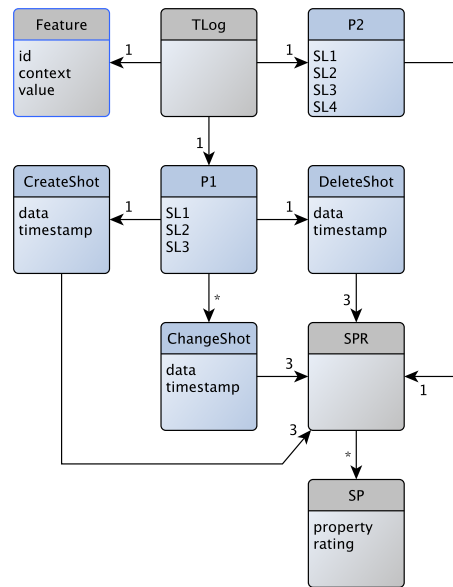 Feature
id
context
value
1
TLog
1
P2
SL1
SL2
SL3
SL4
1
CreateShot
data
timestamp
1
P1
SL1
SL2
SL3
1
DeleteShot
data
timestamp
*
3
ChangeShot
data
timestamp
3
SPR
1
3
*
SP
property
rating